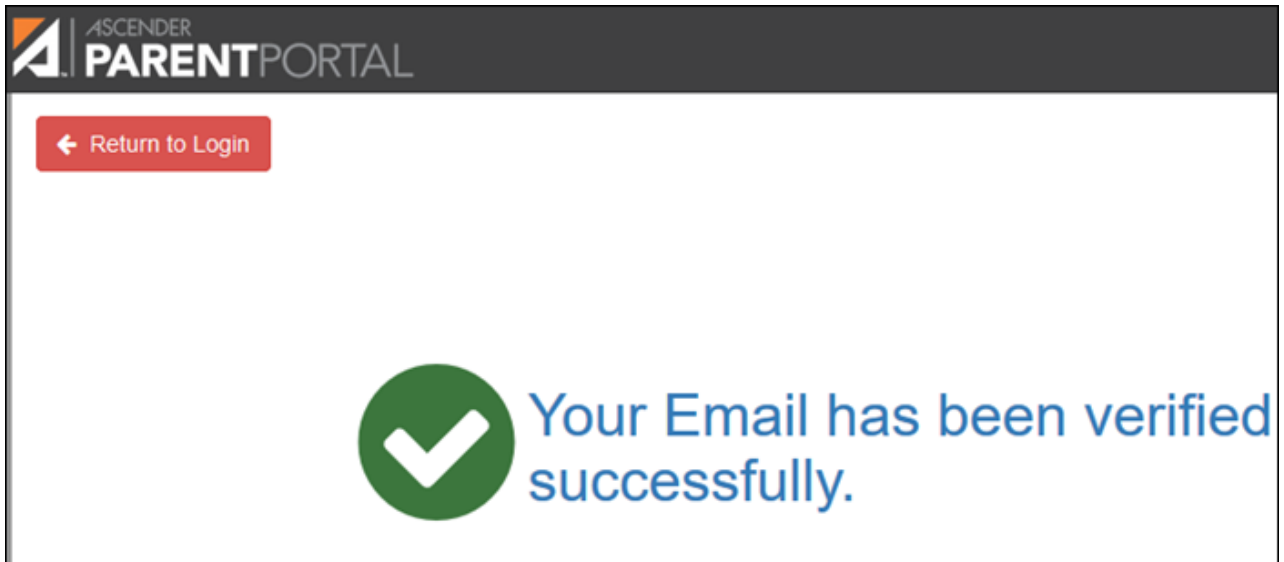 ASCENDER
PARENTPORTAL
Return to Login
Your Email has been verified
successfully.